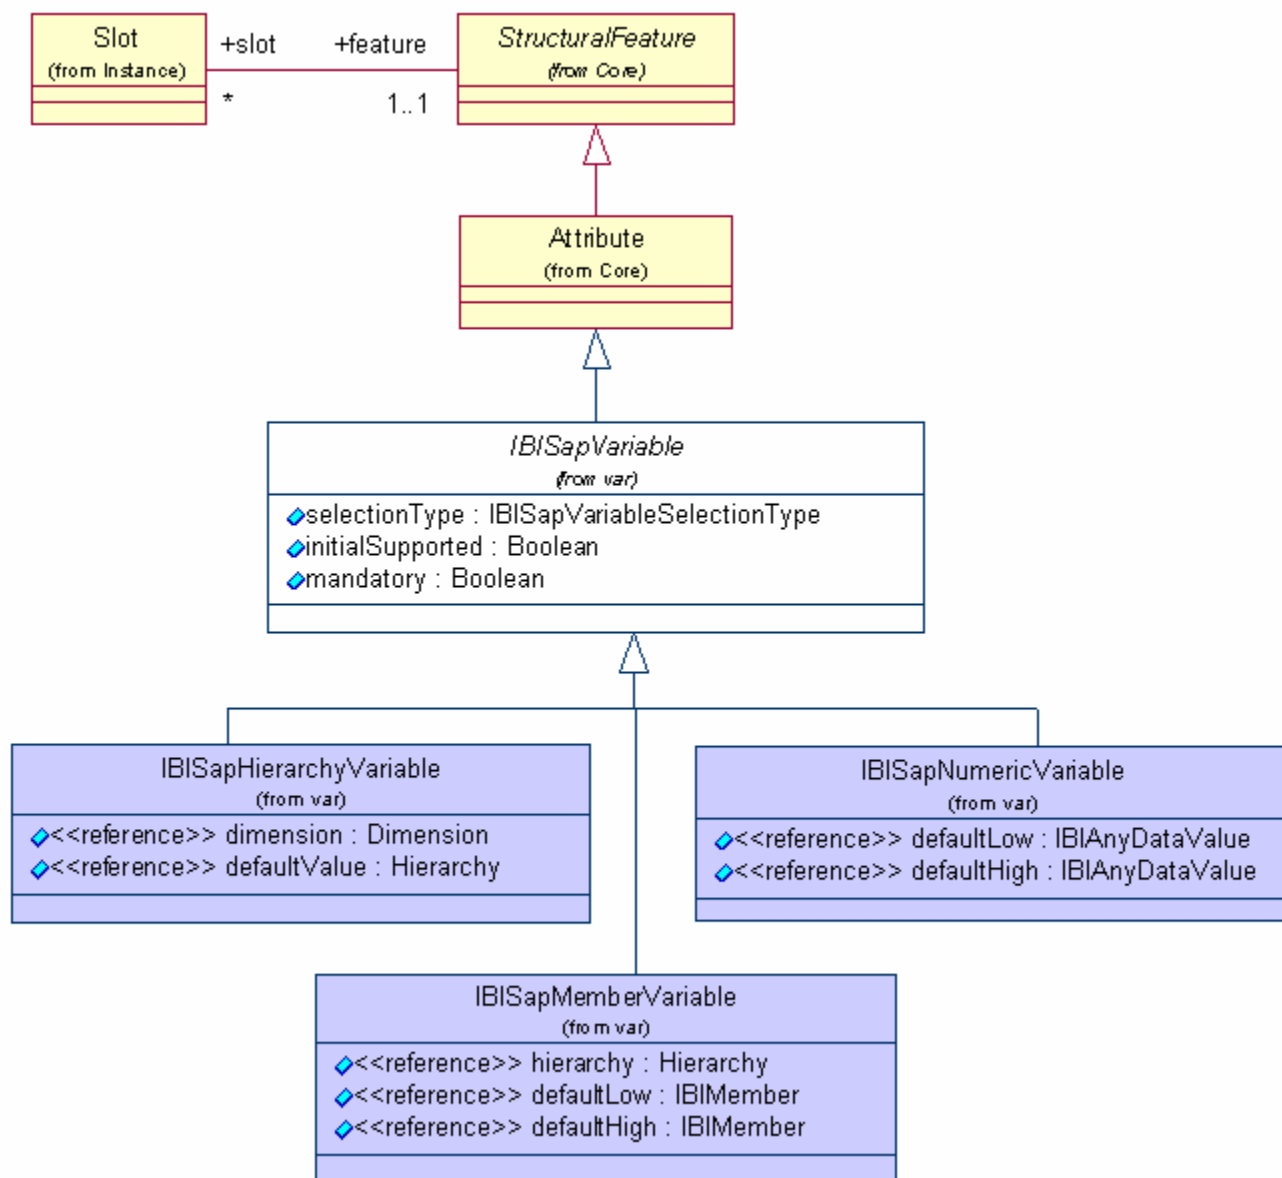 Slot
(from Instance)
+slot
+feature
*
1..1
StructuralFeature
(from Core)
Attribute
(from Core)
IBISapVariable
(from var)
selectionType : IBISapVariableSelectionType
initialSupported : Boolean
mandatory : Boolean
IBISapHierarchyVariable
(from var)
<<reference>> dimension : Dimension
<<reference>> defaultValue : Hierarchy
IBISapNumericVariable
(from var)
<<reference>> defaultLow : IBIAnyDataValue
<<reference>> defaultHigh : IBIAnyDataValue
IBISapMemberVariable
(from var)
<<reference>> hierarchy : Hierarchy
<<reference>> defaultLow : IBIMember
<<reference>> defaultHigh : IBIMember